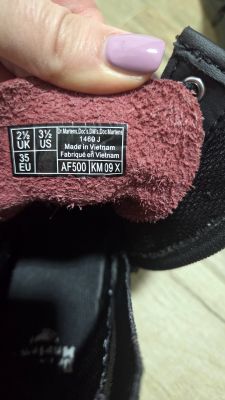 2½ UK
3½ US
35 EU
Dr.Martens,Doc's,DM's,Doc Martens
1460 J
Made in Vietnam
Fabriqué en Vietnam
AF500
KM 09 X